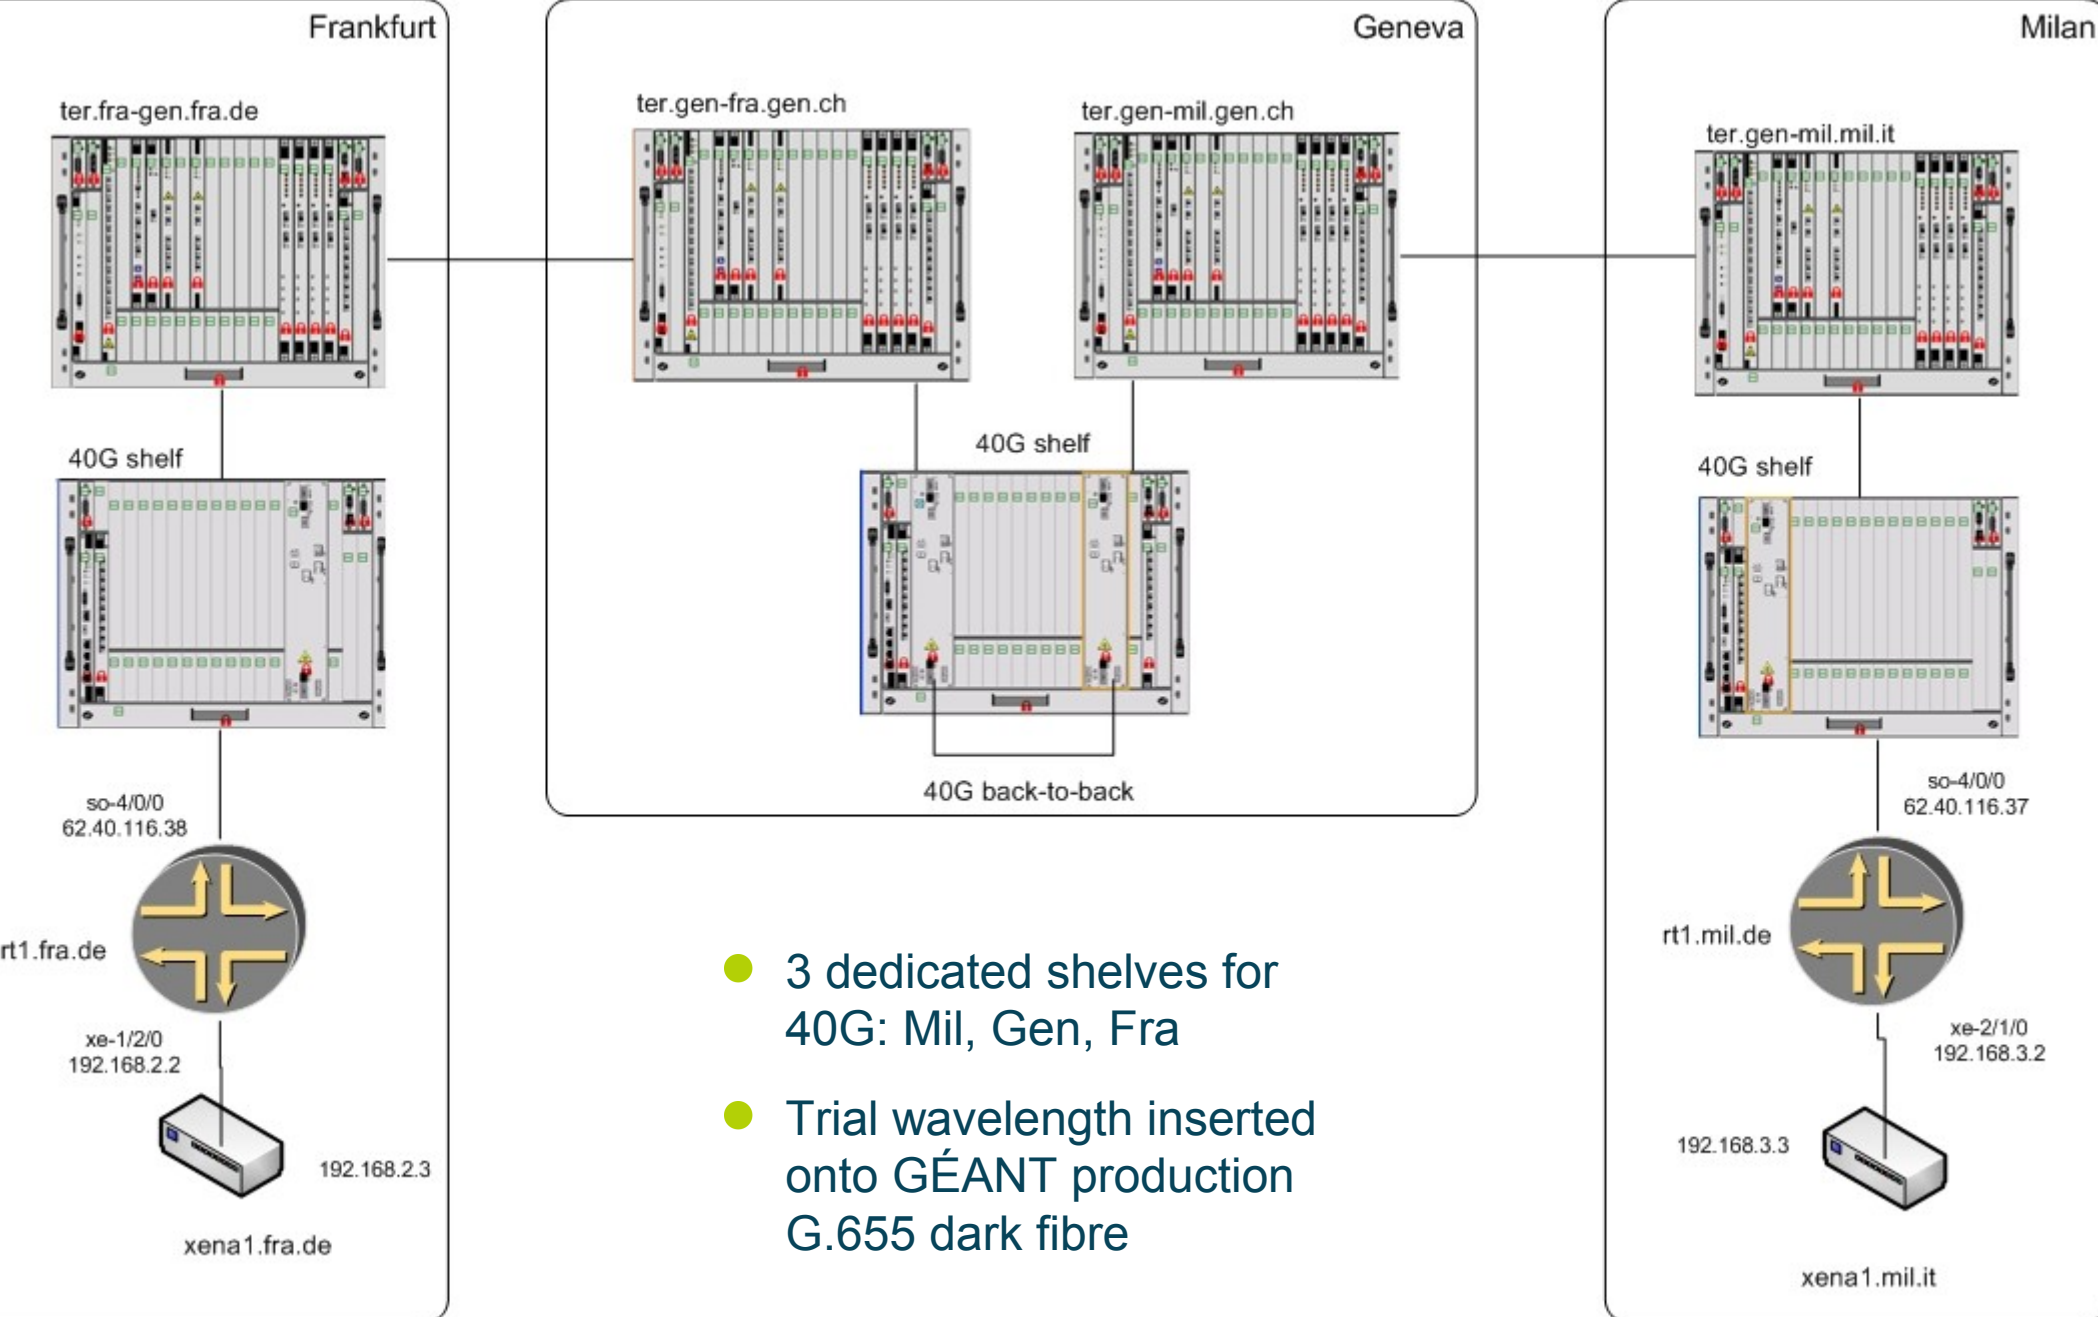 Frankfurt
ter.fra-gen.fra.de
40G shelf
so-4/0/0
62.40.116.38
rt1.fra.de
xe-1/2/0
192.168.2.2
192.168.2.3
xena1.fra.de
Geneva
ter.gen-fra.gen.ch
ter.gen-mil.gen.ch
40G shelf
40G back-to-back
3 dedicated shelves for
40G: Mil, Gen, Fra
Trial wavelength inserted
onto GÉANT production
G.655 dark fibre
Milan
ter.gen-mil.mil.it
40G shelf
so-4/0/0
62.40.116.37
rt1.mil.de
xe-2/1/0
192.168.3.2
192.168.3.3
xena1.mil.it